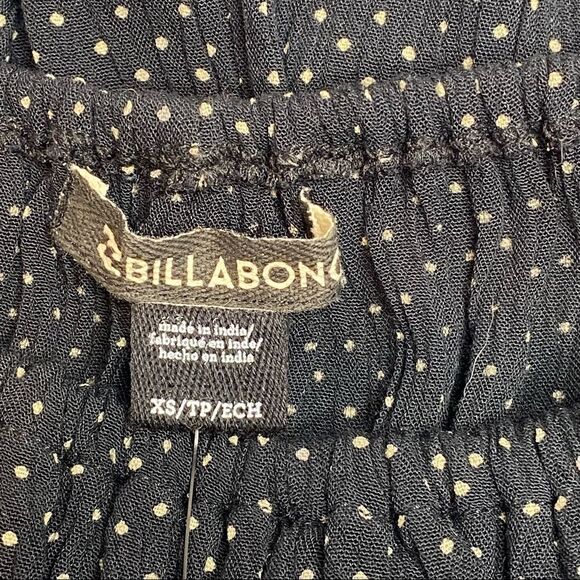 BILLABONG
made in india/
fabriqué en inde/
hecho en india
XS/TP/ECH